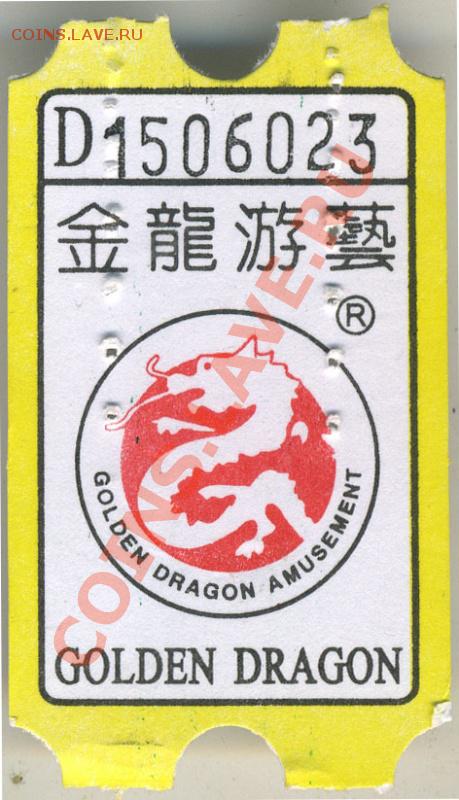 COINS.LAVE.RU
D1506023
金龍游藝
®
GOLDEN DRAGON AMUSEMENT
GOLDEN DRAGON
COINS.LAVE.RU